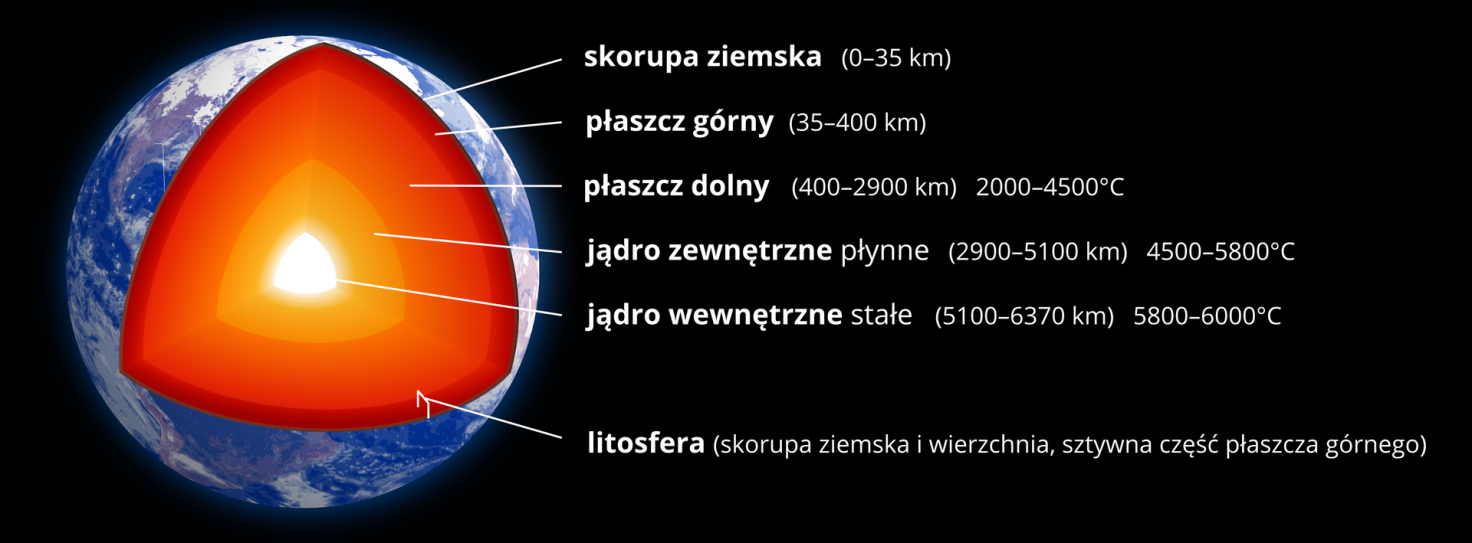 skorupa ziemska (0–35 km)
płaszcz górny (35–400 km)
płaszcz dolny (400–2900 km) 2000–4500°C
jądro zewnętrzne płynne (2900–5100 km) 4500–5800°C
jądro wewnętrzne stałe (5100–6370 km) 5800–6000°C
litosfera (skorupa ziemska i wierzchnia, sztywna część płaszcza górnego)